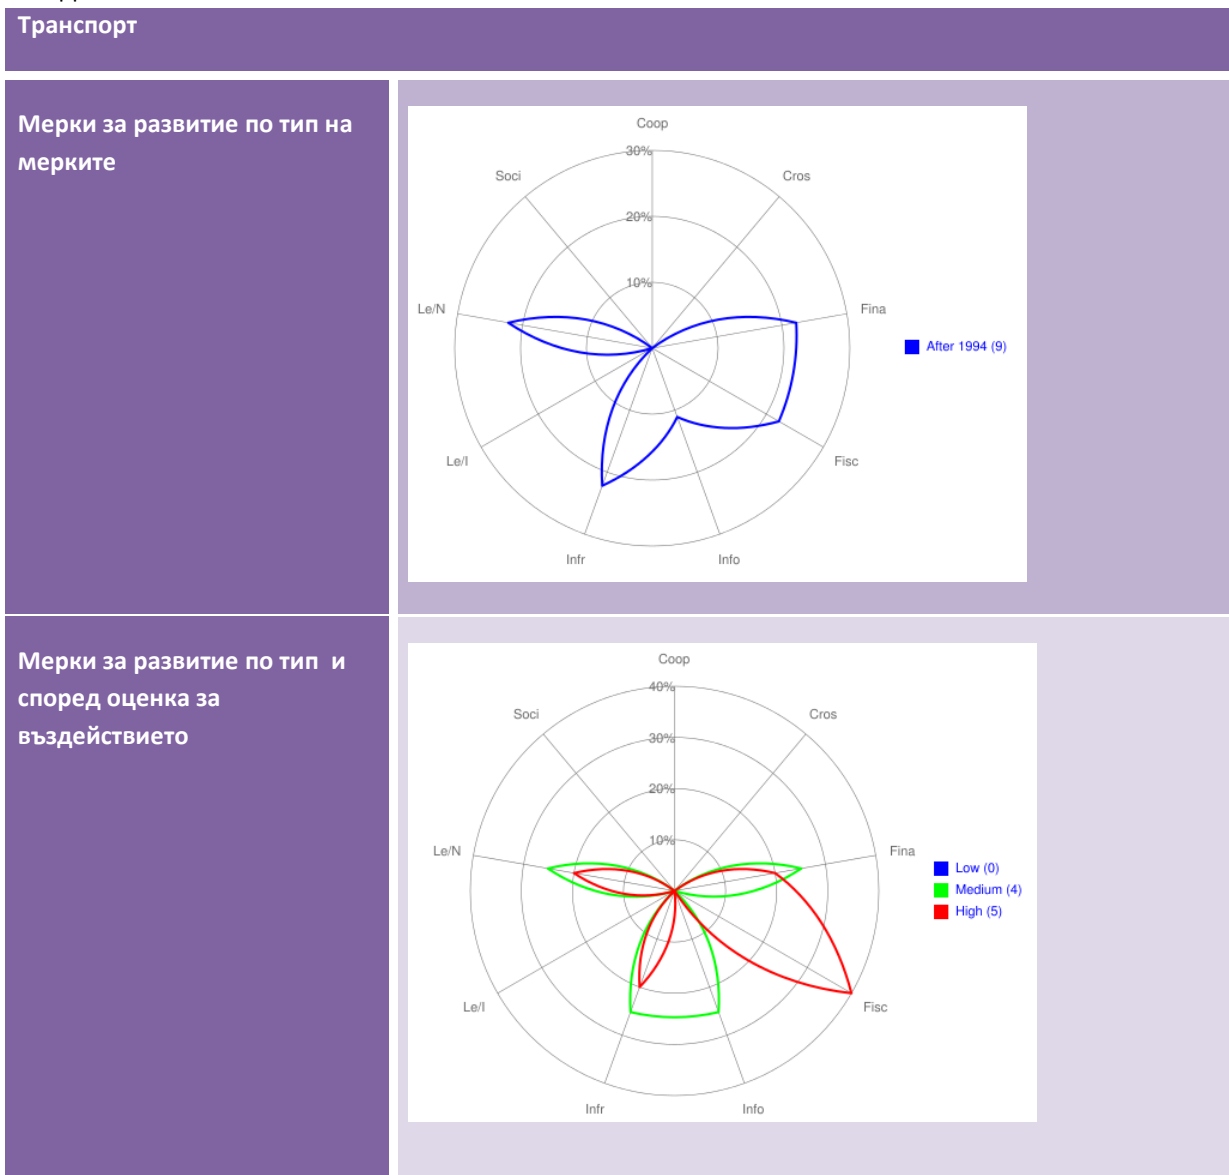 Транспорт
Мерки за развитие по тип на
мерките
Coop
30%
Soci
Cros
20%
10%
Le/N
Fina
After 1994 (9)
Le/I
Fisc
Infr
Info
Мерки за развитие по тип и
според оценка за
въздействието
Coop
40%
Soci
Cros
30%
20%
10%
Le/N
Fina
Low (0)
Medium (4)
High (5)
Le/I
Fisc
Infr
Info